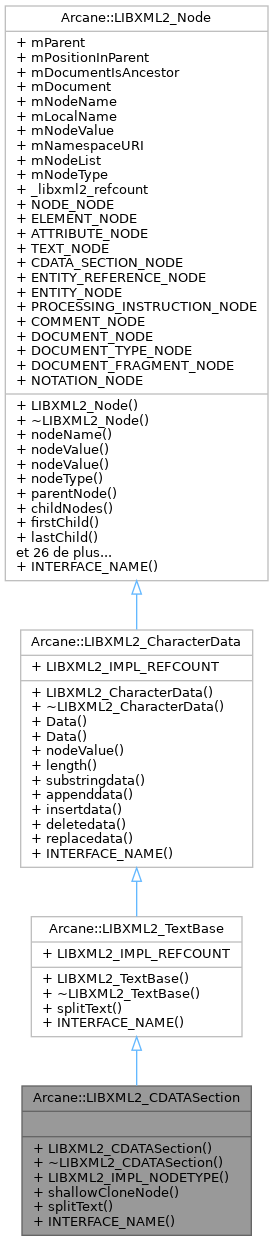 Arcane::LIBXML2_Node
+ mParent
+ mPositionInParent
+ mDocumentIsAncestor
+ mDocument
+ mNodeName
+ mLocalName
+ mNodeValue
+ mNamespaceURI
+ mNodeList
+ mNodeType
+ _libxml2_refcount
+ NODE_NODE
+ ELEMENT_NODE
+ ATTRIBUTE_NODE
+ TEXT_NODE
+ CDATA_SECTION_NODE
+ ENTITY_REFERENCE_NODE
+ ENTITY_NODE
+ PROCESSING_INSTRUCTION_NODE
+ COMMENT_NODE
+ DOCUMENT_NODE
+ DOCUMENT_TYPE_NODE
+ DOCUMENT_FRAGMENT_NODE
+ NOTATION_NODE
+ LIBXML2_Node()
+ ~LIBXML2_Node()
+ nodeName()
+ nodeValue()
+ nodeValue()
+ nodeType()
+ parentNode()
+ childNodes()
+ firstChild()
+ lastChild()
et 26 de plus...
+ INTERFACE_NAME()
Arcane::LIBXML2_CharacterData
+ LIBXML2_IMPL_REFCOUNT
+ LIBXML2_CharacterData()
+ ~LIBXML2_CharacterData()
+ Data()
+ Data()
+ nodeValue()
+ length()
+ substringdata()
+ appenddata()
+ insertdata()
+ deletedata()
+ replacedata()
+ INTERFACE_NAME()
Arcane::LIBXML2_TextBase
+ LIBXML2_IMPL_REFCOUNT
+ LIBXML2_TextBase()
+ ~LIBXML2_TextBase()
+ splitText()
+ INTERFACE_NAME()
Arcane::LIBXML2_CDATASection
+ LIBXML2_CDATASection()
+ ~LIBXML2_CDATASection()
+ LIBXML2_IMPL_NODETYPE()
+ shallowCloneNode()
+ splitText()
+ INTERFACE_NAME()